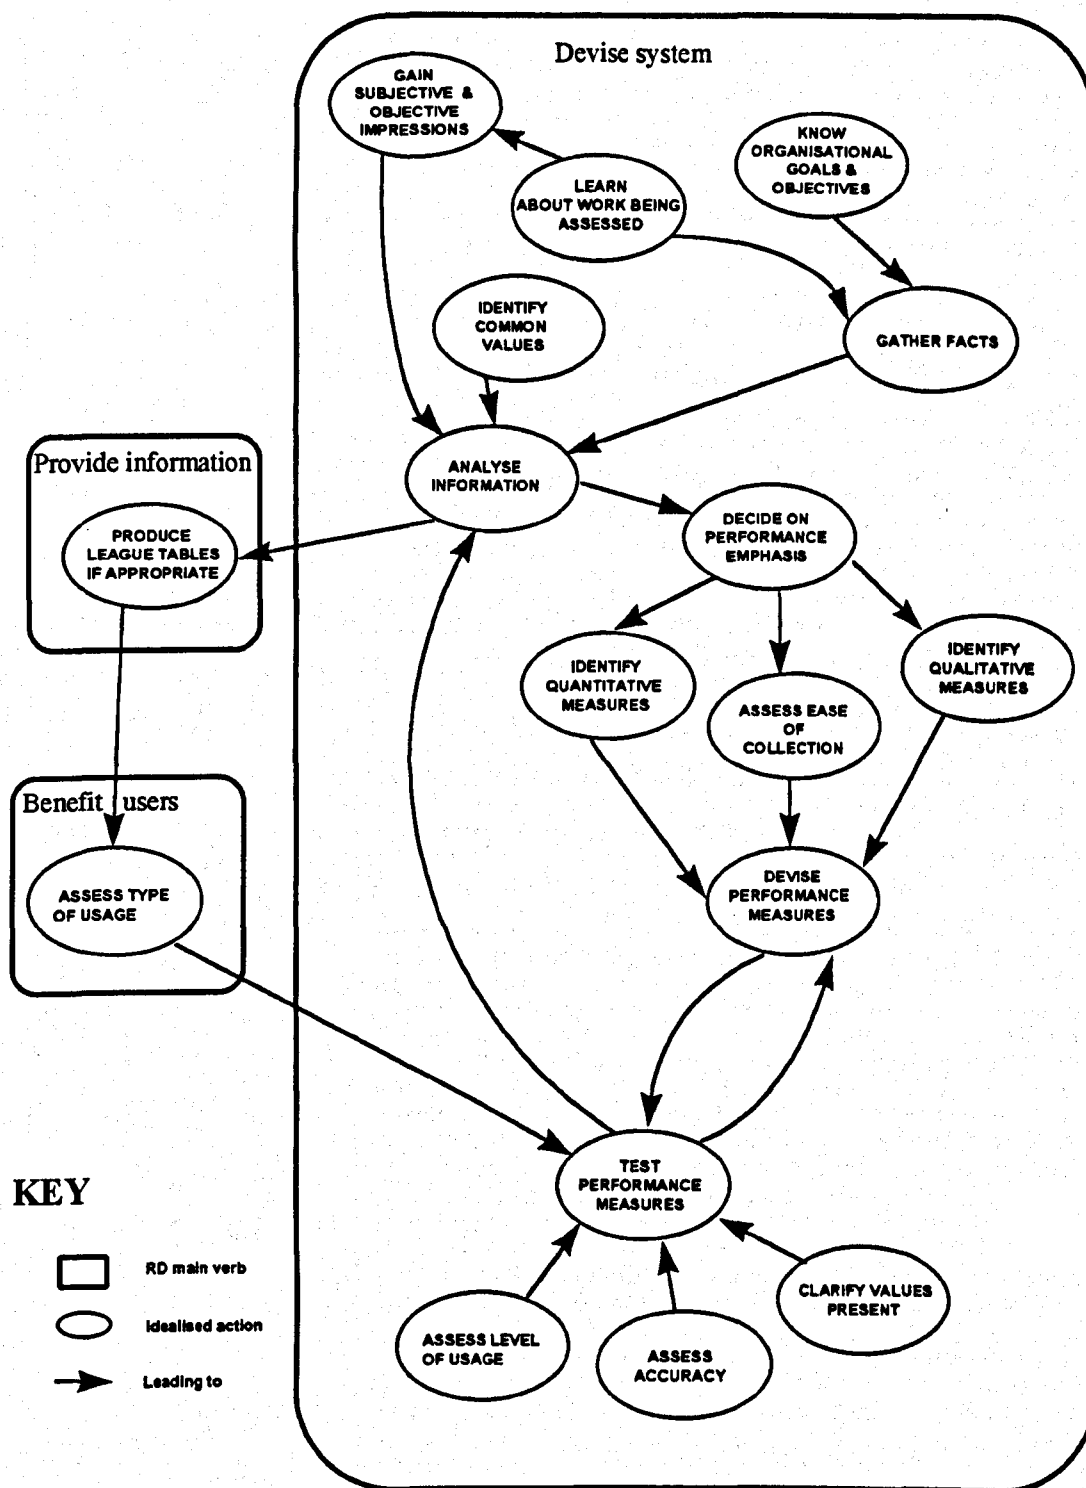 Devise system
GAIN
SUBJECTIVE &
OBJECTIVE
IMPRESSIONS
KNOW
ORGANISATIONAL
GOALS &
OBJECTIVES
LEARN
ABOUT WORK BEING
ASSESSED
IDENTIFY
COMMON
VALUES
GATHER FACTS
Provide information
ANALYSE
INFORMATION
PRODUCE
LEAGUE TABLES
IF APPROPRIATE
DECIDE ON
PERFORMANCE
EMPHASIS
IDENTIFY
QUANTITATIVE
MEASURES
ASSESS EASE
OF
COLLECTION
IDENTIFY
QUALITATIVE
MEASURES
Benefit users
ASSESS TYPE
OF USAGE
DEVISE
PERFORMANCE
MEASURES
TEST
PERFORMANCE
MEASURES
KEY
RD main verb
Idealised action
Leading to
ASSESS LEVEL
OF USAGE
ASSESS
ACCURACY
CLARIFY VALUES
PRESENT